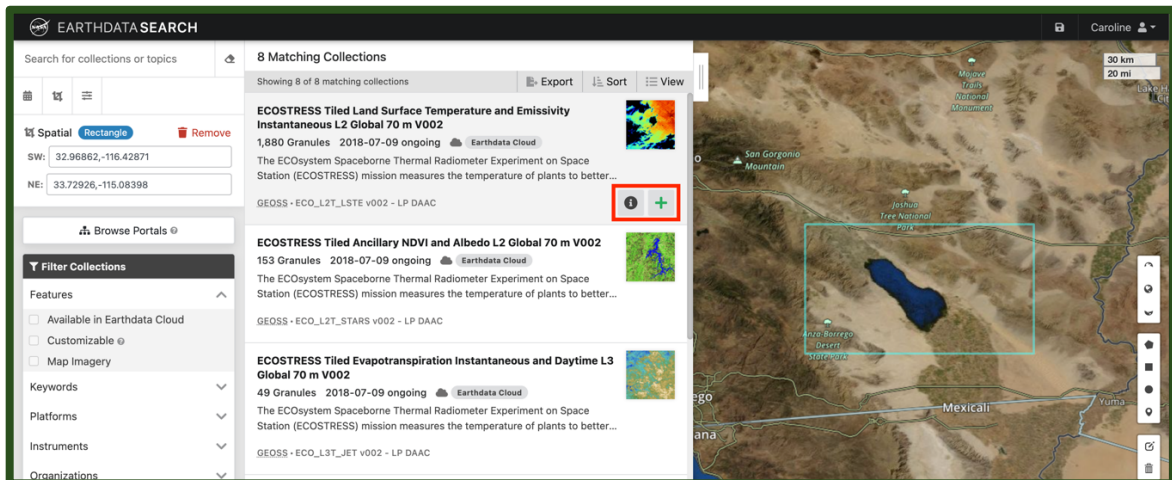 NASA
EARTHDATA SEARCH
Caroline
Search for collections or topics
Spatial Rectangle Remove
SW: 32.96862,-116.42871
NE: 33.72926,-115.08398
Browse Portals
Filter Collections
Features
Available in Earthdata Cloud
Customizable
Map Imagery
Keywords
Platforms
Instruments
Organizations
8 Matching Collections
Showing 8 of 8 matching collections Export Sort View
ECOSTRESS Tiled Land Surface Temperature and Emissivity
Instantaneous L2 Global 70 m V002
1,880 Granules 2018-07-09 ongoing Earthdata Cloud
The ECOsystem Spaceborne Thermal Radiometer Experiment on Space
Station (ECOSTRESS) mission measures the temperature of plants to better...
GEOSS • ECO_L2T_LSTE v002 - LP DAAC
ECOSTRESS Tiled Ancillary NDVI and Albedo L2 Global 70 m V002
153 Granules 2018-07-09 ongoing Earthdata Cloud
The ECOsystem Spaceborne Thermal Radiometer Experiment on Space
Station (ECOSTRESS) mission measures the temperature of plants to better...
GEOSS • ECO_L2T_STARS v002 - LP DAAC
ECOSTRESS Tiled Evapotranspiration Instantaneous and Daytime L3
Global 70 m V002
49 Granules 2018-07-09 ongoing Earthdata Cloud
The ECOsystem Spaceborne Thermal Radiometer Experiment on Space
Station (ECOSTRESS) mission measures the temperature of plants to better...
GEOSS • ECO_L3T_JET v002 - LP DAAC
30 km
20 mi
Mojave
Trails
National
Monument
Lake H
San Gorgonio
Mountain
Joshua
Tree National
Park
Anza-Borrego
Desert
State Park
ego
Mexicali
Yuma
ana